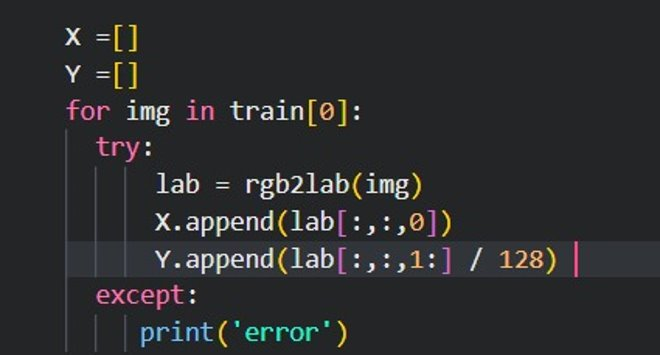 X =[]
Y =[]
for img in train[0]:
    try:
        lab = rgb2lab(img)
        X.append(lab[:,:,0])
        Y.append(lab[:,:,1:] / 128)
    except:
       print('error')